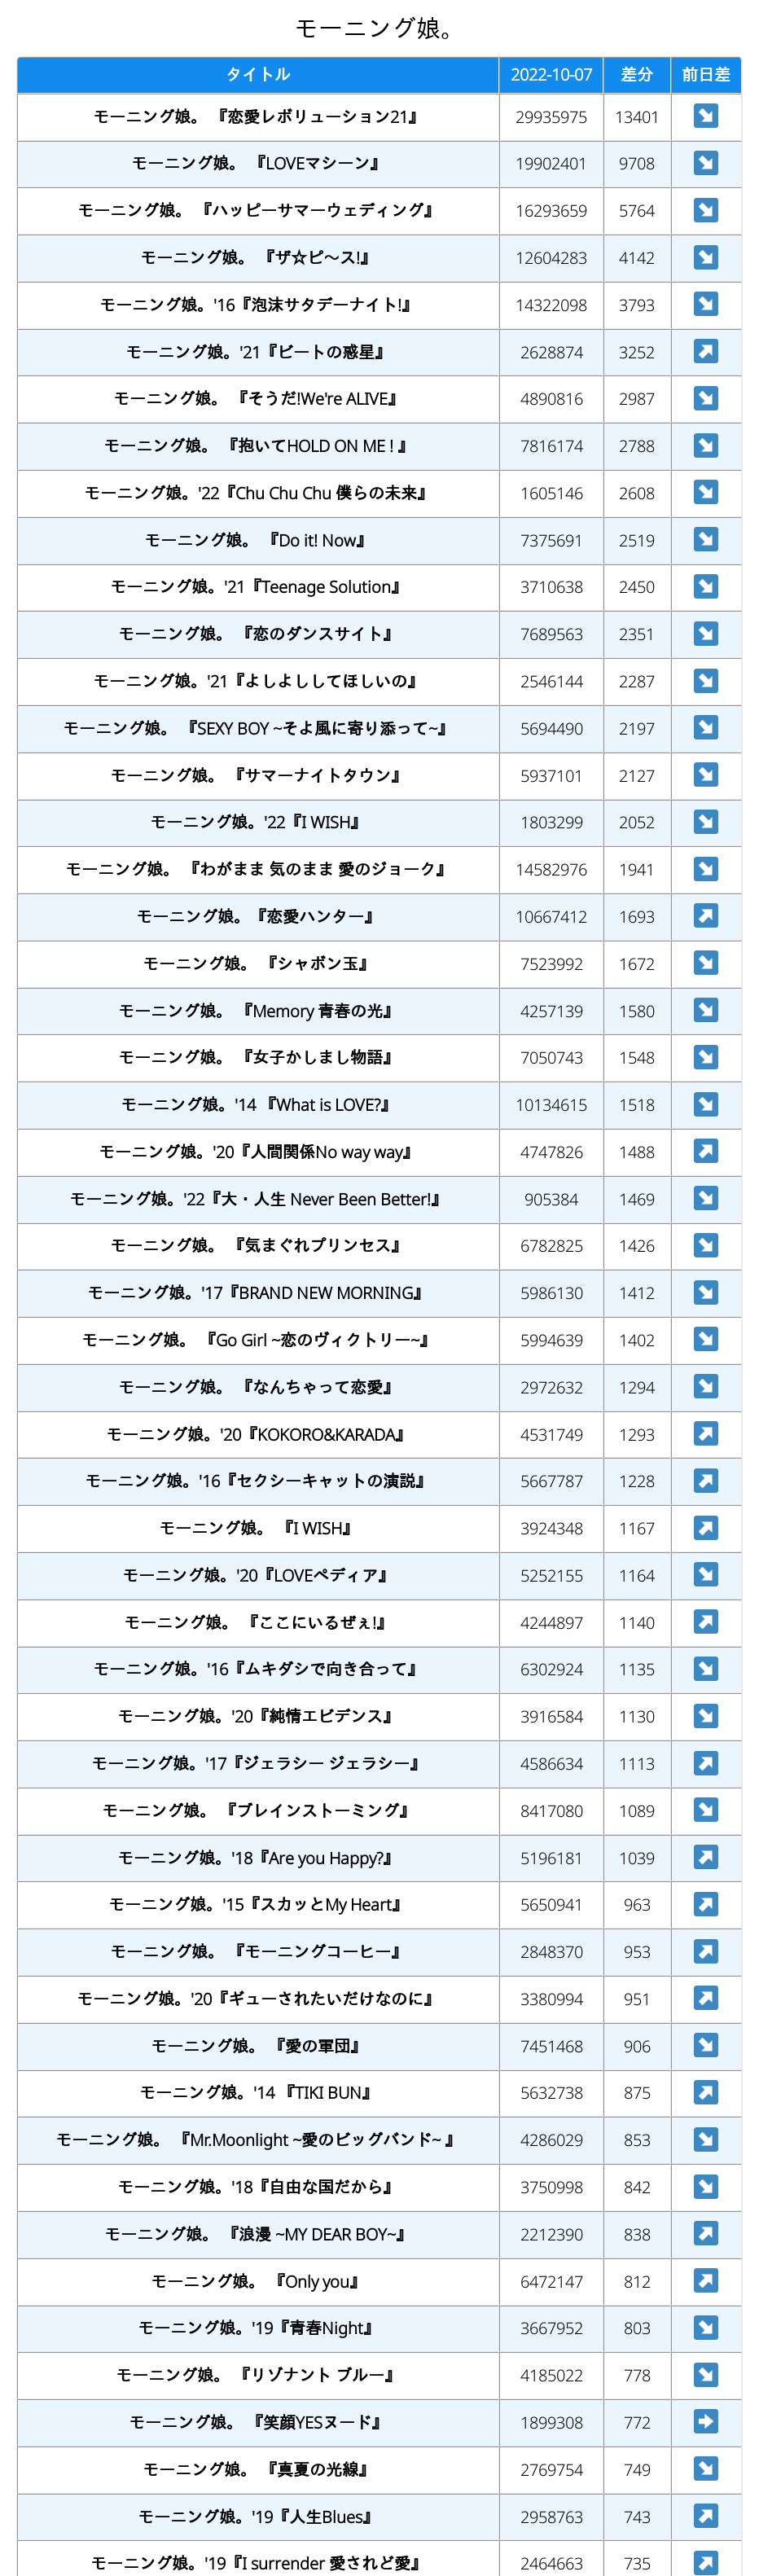 モーニング娘。
タイトル 2022-10-07 差分 前日差
モーニング娘。 『恋愛レボリューション21』 29935975 13401 ↘
モーニング娘。 『LOVEマシーン』 19902401 9708 ↘
モーニング娘。 『ハッピーサマーウェディング』 16293659 5764 ↘
モーニング娘。 『ザ☆ピ～ス!』 12604283 4142 ↘
モーニング娘。'16『泡沫サタデーナイト!』 14322098 3793 ↘
モーニング娘。'21『ビートの惑星』 2628874 3252 ↗
モーニング娘。 『そうだ!We're ALIVE』 4890816 2987 ↘
モーニング娘。 『抱いてHOLD ON ME ! 』 7816174 2788 ↘
モーニング娘。'22『Chu Chu Chu 僕らの未来』 1605146 2608 ↘
モーニング娘。 『Do it! Now』 7375691 2519 ↘
モーニング娘。'21『Teenage Solution』 3710638 2450 ↘
モーニング娘。 『恋のダンスサイト』 7689563 2351 ↘
モーニング娘。'21『よしよししてほしいの』 2546144 2287 ↘
モーニング娘。 『SEXY BOY ~そよ風に寄り添って~』 5694490 2197 ↘
モーニング娘。 『サマーナイトタウン』 5937101 2127 ↘
モーニング娘。'22『I WISH』 1803299 2052 ↘
モーニング娘。 『わがまま 気のまま 愛のジョーク』 14582976 1941 ↘
モーニング娘。『恋愛ハンター』 10667412 1693 ↗
モーニング娘。 『シャボン玉』 7523992 1672 ↘
モーニング娘。 『Memory 青春の光』 4257139 1580 ↘
モーニング娘。 『女子かしまし物語』 7050743 1548 ↘
モーニング娘。'14 『What is LOVE?』 10134615 1518 ↘
モーニング娘。'20『人間関係No way way』 4747826 1488 ↗
モーニング娘。'22『大・人生 Never Been Better!』 905384 1469 ↘
モーニング娘。 『気まぐれプリンセス』 6782825 1426 ↘
モーニング娘。'17『BRAND NEW MORNING』 5986130 1412 ↘
モーニング娘。 『Go Girl ~恋のヴィクトリー~』 5994639 1402 ↘
モーニング娘。 『なんちゃって恋愛』 2972632 1294 ↘
モーニング娘。'20『KOKORO&KARADA』 4531749 1293 ↗
モーニング娘。'16『セクシーキャットの演説』 5667787 1228 ↗
モーニング娘。 『I WISH』 3924348 1167 ↗
モーニング娘。'20『LOVEペディア』 5252155 1164 ↘
モーニング娘。 『ここにいるぜぇ!』 4244897 1140 ↗
モーニング娘。'16『ムキダシで向き合って』 6302924 1135 ↘
モーニング娘。'20『純情エビデンス』 3916584 1130 ↘
モーニング娘。'17『ジェラシー ジェラシー』 4586634 1113 ↗
モーニング娘。 『ブレインストーミング』 8417080 1089 ↘
モーニング娘。'18『Are you Happy?』 5196181 1039 ↗
モーニング娘。'15『スカッとMy Heart』 5650941 963 ↗
モーニング娘。 『モーニングコーヒー』 2848370 953 ↗
モーニング娘。'20『ギューされたいだけなのに』 3380994 951 ↗
モーニング娘。 『愛の軍団』 7451468 906 ↘
モーニング娘。'14 『TIKI BUN』 5632738 875 ↗
モーニング娘。 『Mr.Moonlight ~愛のビッグバンド~ 』 4286029 853 ↘
モーニング娘。'18『自由な国だから』 3750998 842 ↘
モーニング娘。 『浪漫 ~MY DEAR BOY~』 2212390 838 ↗
モーニング娘。 『Only you』 6472147 812 ↗
モーニング娘。'19『青春Night』 3667952 803 ↘
モーニング娘。 『リゾナント ブルー』 4185022 778 ↘
モーニング娘。 『笑顔YESヌード』 1899308 772 ➡
モーニング娘。 『真夏の光線』 2769754 749 ↘
モーニング娘。'19『人生Blues』 2958763 743 ↗
モーニング娘。'19『I surrender 愛されど愛』 2464663 735 ↗